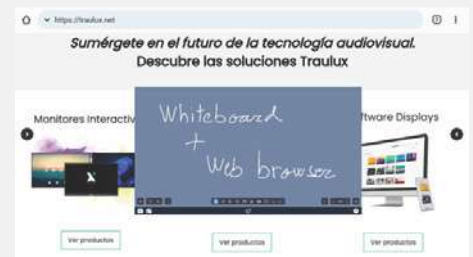 https://traulux.net
Sumérgete en el futuro de la tecnología audiovisual.
Descubre las soluciones Traulux
Monitores Interactiv
ftware Displays
Whiteboard
+
Web browser
Ver productos
Ver productos
Ver productos